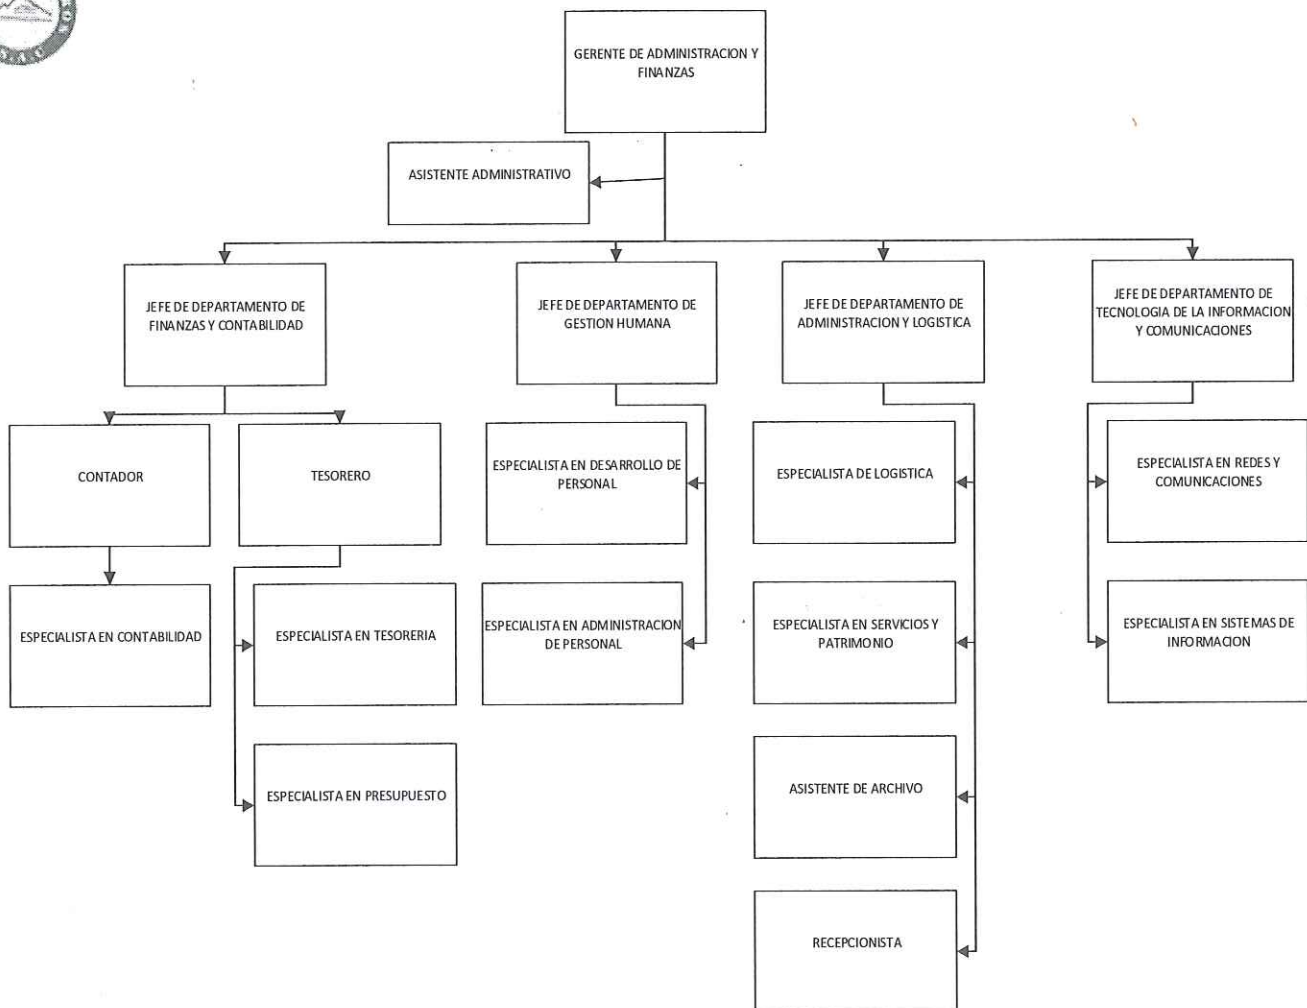 GERENTE DE ADMINISTRACION Y
FINANZAS
ASISTENTE ADMINISTRATIVO
JEFE DE DEPARTAMENTO DE
FINANZAS Y CONTABILIDAD
JEFE DE DEPARTAMENTO DE
GESTION HUMANA
JEFE DE DEPARTAMENTO DE
ADMINISTRACION Y LOGISTICA
JEFE DE DEPARTAMENTO DE
TECNOLOGIA DE LA INFORMACION
Y COMUNICACIONES
CONTADOR
TESORERO
ESPECIALISTA EN DESARROLLO DE
PERSONAL
ESPECIALISTA DE LOGISTICA
ESPECIALISTA EN REDES Y
COMUNICACIONES
ESPECIALISTA EN CONTABILIDAD
ESPECIALISTA EN TESORERIA
ESPECIALISTA EN ADMINISTRACION
DE PERSONAL
ESPECIALISTA EN SERVICIOS Y
PATRIMONIO
ESPECIALISTA EN SISTEMAS DE
INFORMACION
ESPECIALISTA EN PRESUPUESTO
ASISTENTE DE ARCHIVO
RECEPCIONISTA